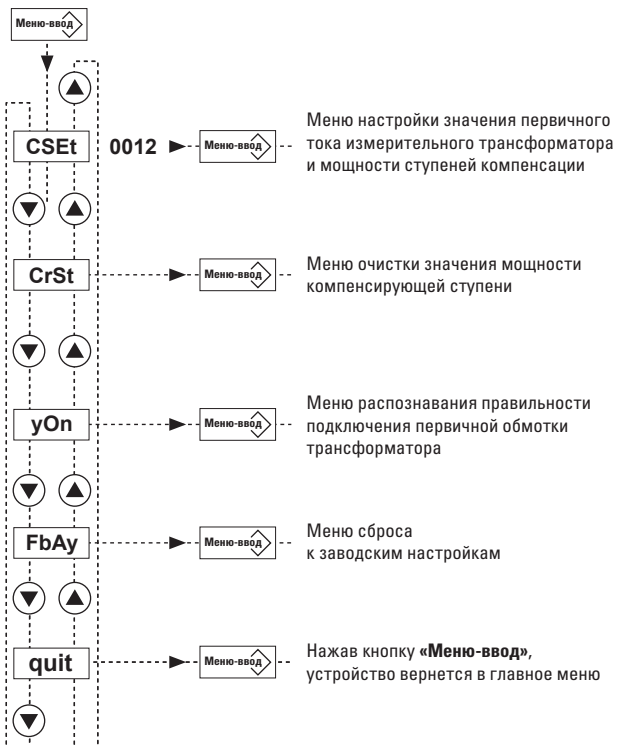 Меню-ввод
CSEt 0012 Меню-ввод
Меню настройки значения первичного
тока измерительного трансформатора
и мощности ступеней компенсации
CrSt Меню-ввод
Меню очистки значения мощности
компенсирующей ступени
yOn Меню-ввод
Меню распознавания правильности
подключения первичной обмотки
трансформатора
FbAy Меню-ввод
Меню сброса
к заводским настройкам
quit Меню-ввод
Нажав кнопку «Меню-ввод»,
устройство вернется в главное меню